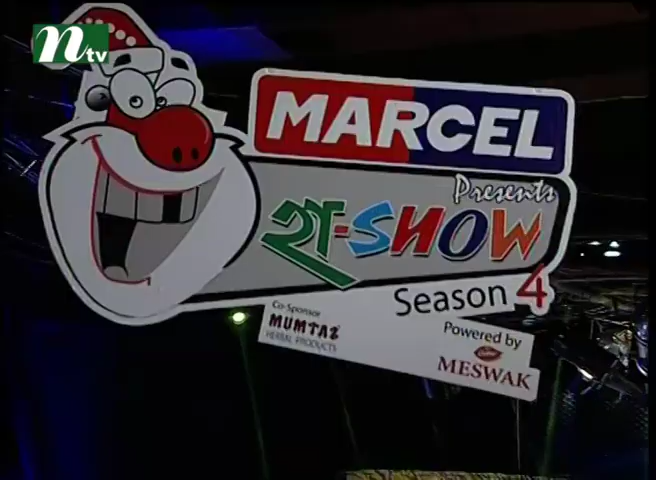 ntv
MARCEL
Presents
হা-SHOW
Season 4
Co-Sponsor
MUMTAZ
HERBAL PRODUCTS
Powered by
MESWAK